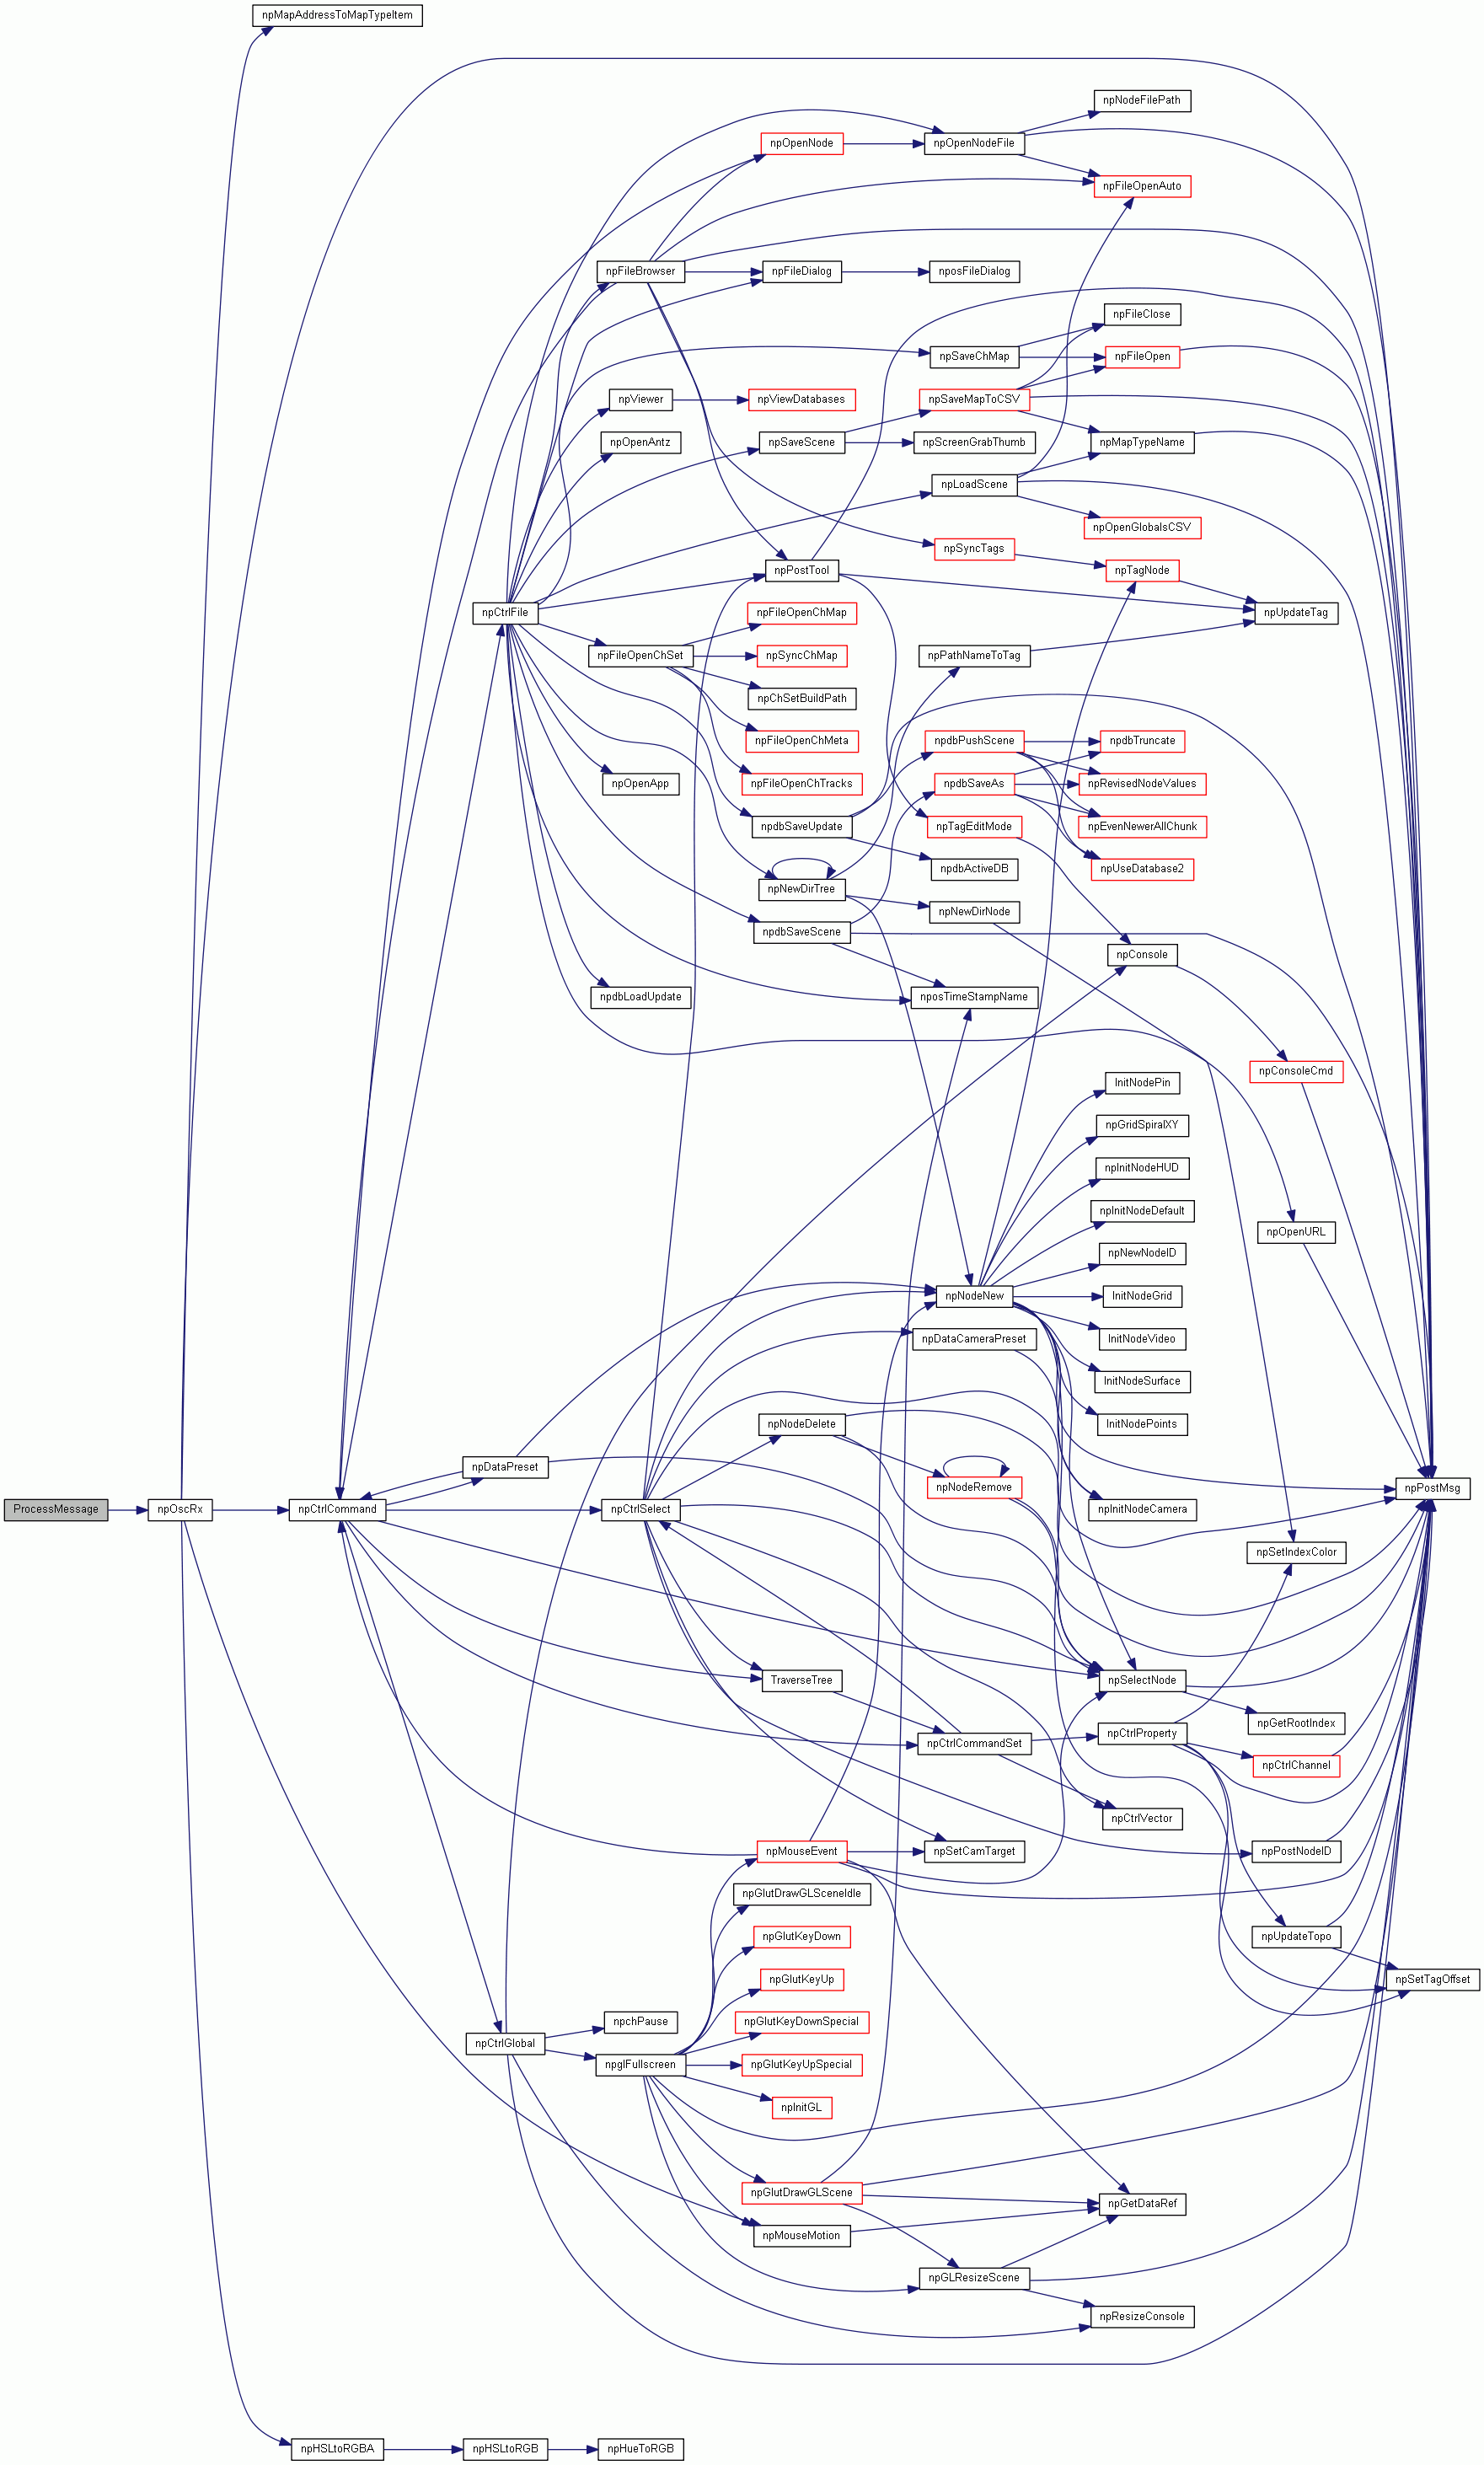 npMapAddressToMapTypeItem
npNodeFilePath
npOpenNode
npOpenNodeFile
npFileOpenAuto
npFileBrowser
npFileDialog
nposFileDialog
npFileClose
npSaveChMap
npFileOpen
npViewer
npViewDatabases
npSaveMapToCSV
npOpenAntz
npSaveScene
npScreenGrabThumb
npMapTypeName
npLoadScene
npOpenGlobalsCSV
npSyncTags
npPostTool
npTagNode
npCtrlFile
npFileOpenChMap
npUpdateTag
npFileOpenChSet
npSyncChMap
npPathNameToTag
npChSetBuildPath
npFileOpenChMeta
npdbPushScene
npdbTruncate
npOpenApp
npFileOpenChTracks
npdbSaveAs
npRevisedNodeValues
npdbSaveUpdate
npTagEditMode
npEvenNewerAllChunk
npdbActiveDB
npUseDatabase2
npNewDirTree
npNewDirNode
npdbSaveScene
npConsole
npdbLoadUpdate
nposTimeStampName
npConsoleCmd
InitNodePin
npGridSpiralXY
npInitNodeHUD
npInitNodeDefault
npOpenURL
npNewNodeID
npNodeNew
InitNodeGrid
npDataCameraPreset
InitNodeVideo
InitNodeSurface
npNodeDelete
InitNodePoints
npDataPreset
npNodeRemove
npPostMsg
ProcessMessage
npOscRx
npCtrlCommand
npCtrlSelect
npInitNodeCamera
npSetIndexColor
TraverseTree
npSelectNode
npGetRootIndex
npCtrlCommandSet
npCtrlProperty
npCtrlChannel
npCtrlVector
npMouseEvent
npSetCamTarget
npPostNodeID
npGlutDrawGLSceneIdle
npGlutKeyDown
npUpdateTopo
npGlutKeyUp
npSetTagOffset
npchPause
npGlutKeyDownSpecial
npCtrlGlobal
npglFullscreen
npGlutKeyUpSpecial
npInitGL
npGlutDrawGLScene
npGetDataRef
npMouseMotion
npGLResizeScene
npResizeConsole
npHSLtoRGBA
npHSLtoRGB
npHueToRGB